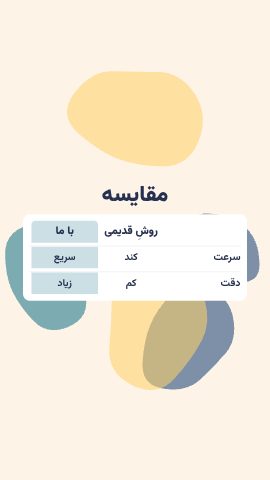 مقایسه
روش قدیمی با ما
سرعت کند سریع
دقت کم زیاد